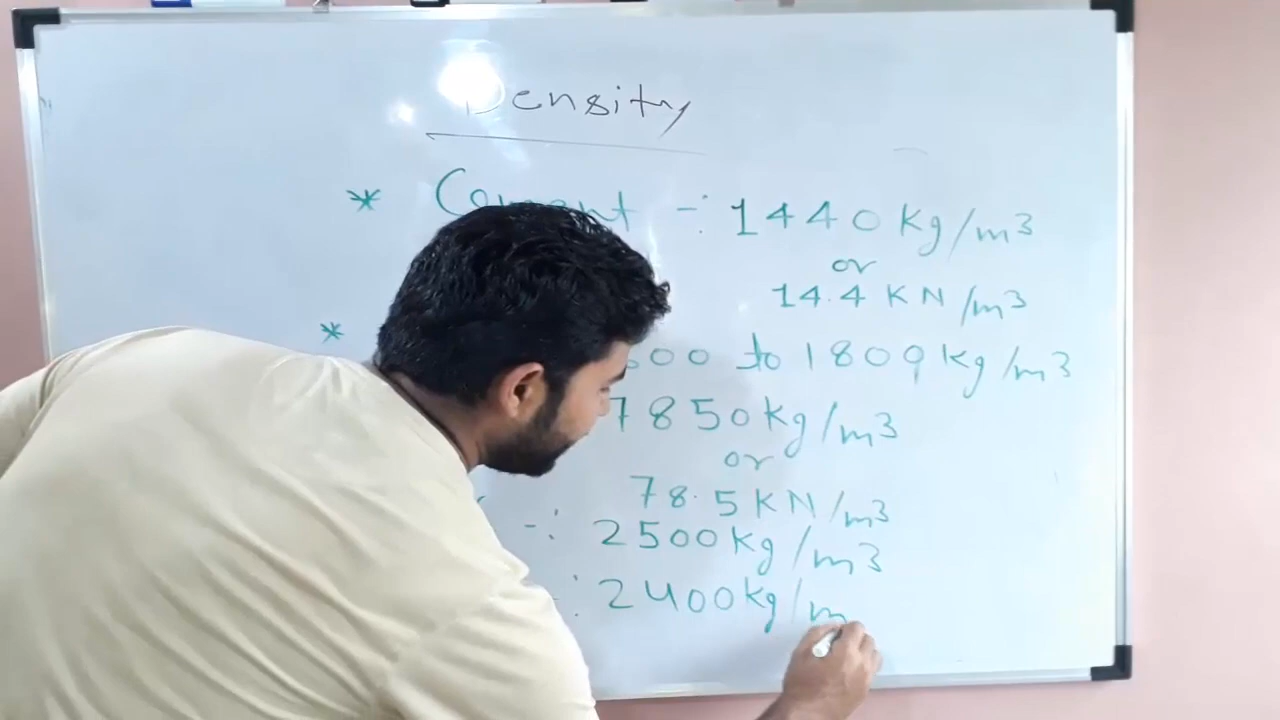 Density
* Cement -: 1440 kg/m3
or
14.4 KN/m3
* 600 to 1800 kg/m3
7850 kg/m3
or
78.5 KN/m3
-: 2500 kg/m3
-: 2400 kg/m